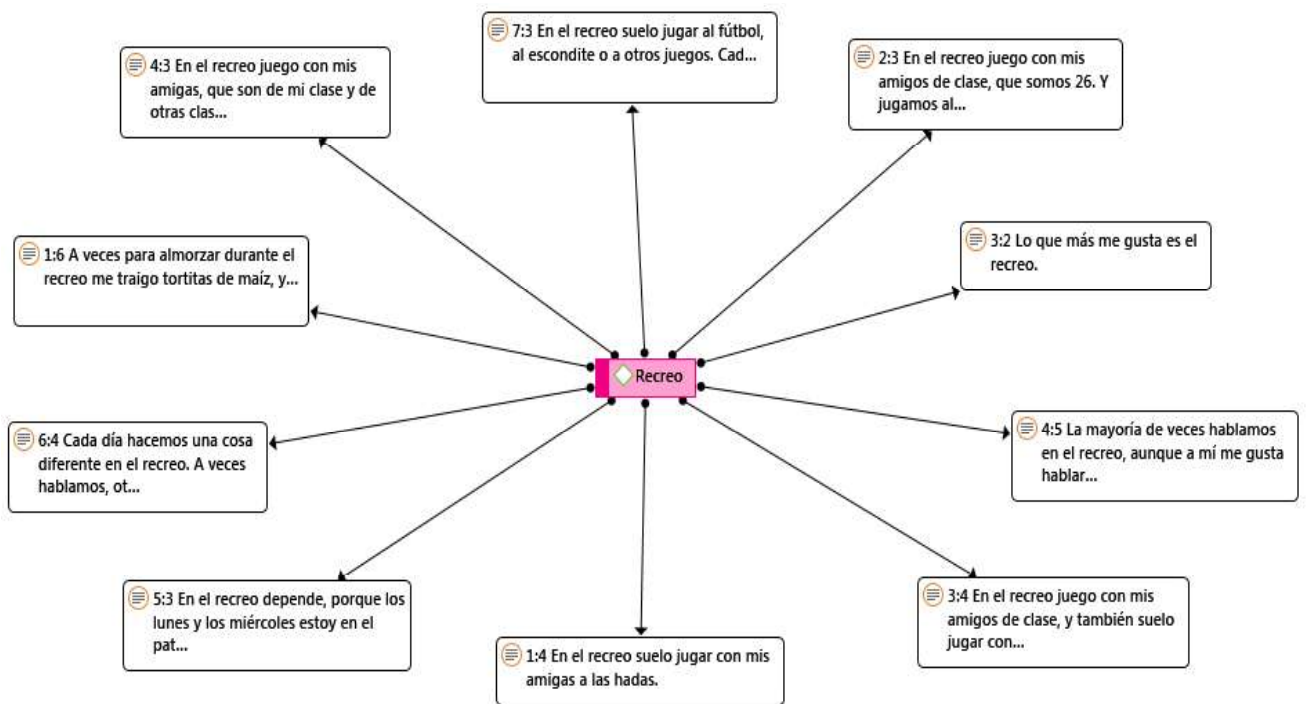 7:3 En el recreo suelo jugar al fútbol,
al escondite o a otros juegos. Cad...
4:3 En el recreo juego con mis
amigas, que son de mi clase y de
otras clas...
2:3 En el recreo juego con mis
amigos de clase, que somos 26. Y
jugamos al...
1:6 A veces para almorzar durante el
recreo me traigo tortitas de maíz, y...
3:2 Lo que más me gusta es el
recreo.
Recreo
6:4 Cada día hacemos una cosa
diferente en el recreo. A veces
hablamos, ot...
4:5 La mayoría de veces hablamos
en el recreo, aunque a mí me gusta
hablar...
5:3 En el recreo depende, porque los
lunes y los miércoles estoy en el
pat...
3:4 En el recreo juego con mis
amigos de clase, y también suelo
jugar con...
1:4 En el recreo suelo jugar con mis
amigas a las hadas.